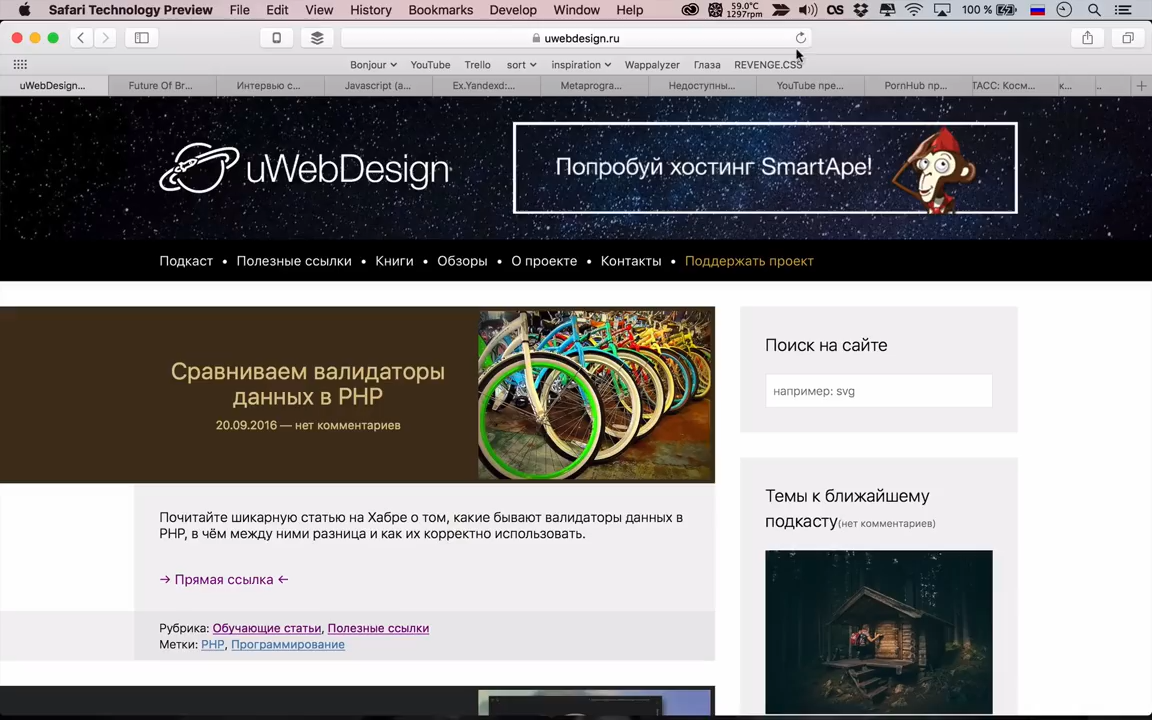 Safari Technology Preview File Edit View History Bookmarks Develop Window Help 59.0°C 1297rpm 100 %
uwebdesign.ru
Bonjour YouTube Trello sort inspiration Wappalyzer Глаза REVENGE.CSS
uWebDesign... Future Of Br... Интервью с... Javascript (a... Ex.Yandexd:... Metaprogra... Недоступны... YouTube пре... PornHub пр... ТАСС: Косм... к... ..
uWebDesign
Попробуй хостинг SmartApe!
Подкаст • Полезные ссылки • Книги • Обзоры • О проекте • Контакты • Поддержать проект
Сравниваем валидаторы
данных в PHP
20.09.2016 — нет комментариев
Почитайте шикарную статью на Хабре о том, какие бывают валидаторы данных в
PHP, в чём между ними разница и как их корректно использовать.
→ Прямая ссылка ←
Рубрика: Обучающие статьи, Полезные ссылки
Метки: PHP, Программирование
Поиск на сайте
например: svg
Темы к ближайшему
подкасту(нет комментариев)